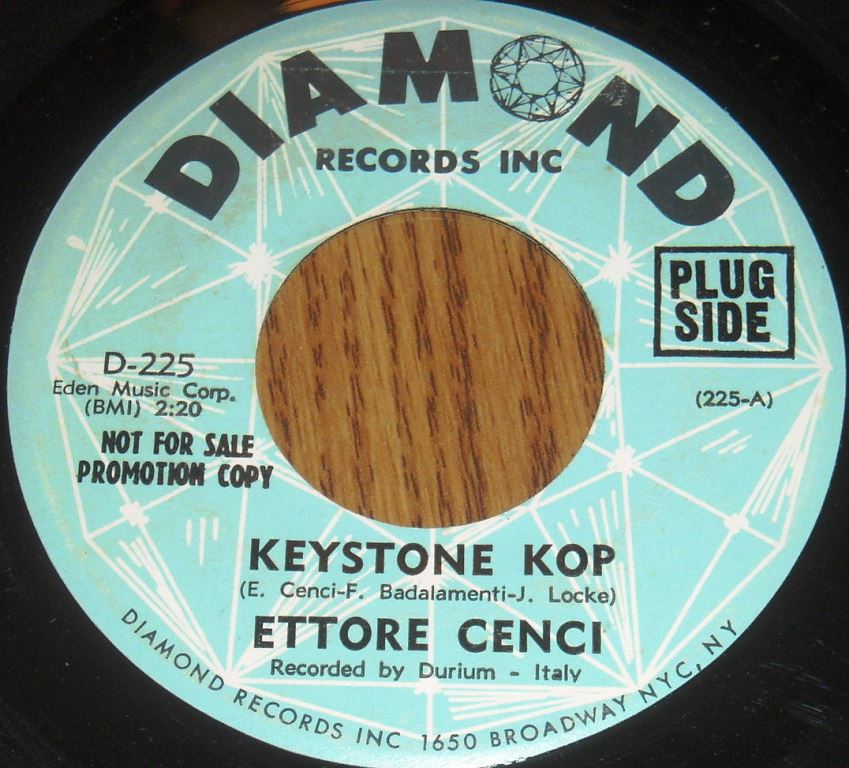 DIAMOND
RECORDS INC
PLUG
SIDE
D-225
Eden Music Corp.
(BMI) 2:20
(225-A)
NOT FOR SALE
PROMOTION COPY
KEYSTONE KOP
(E. Cenci-F. Badalamenti-J. Locke)
ETTORE CENCI
Recorded by Durium - Italy
DIAMOND RECORDS INC 1650 BROADWAY NYC, NY